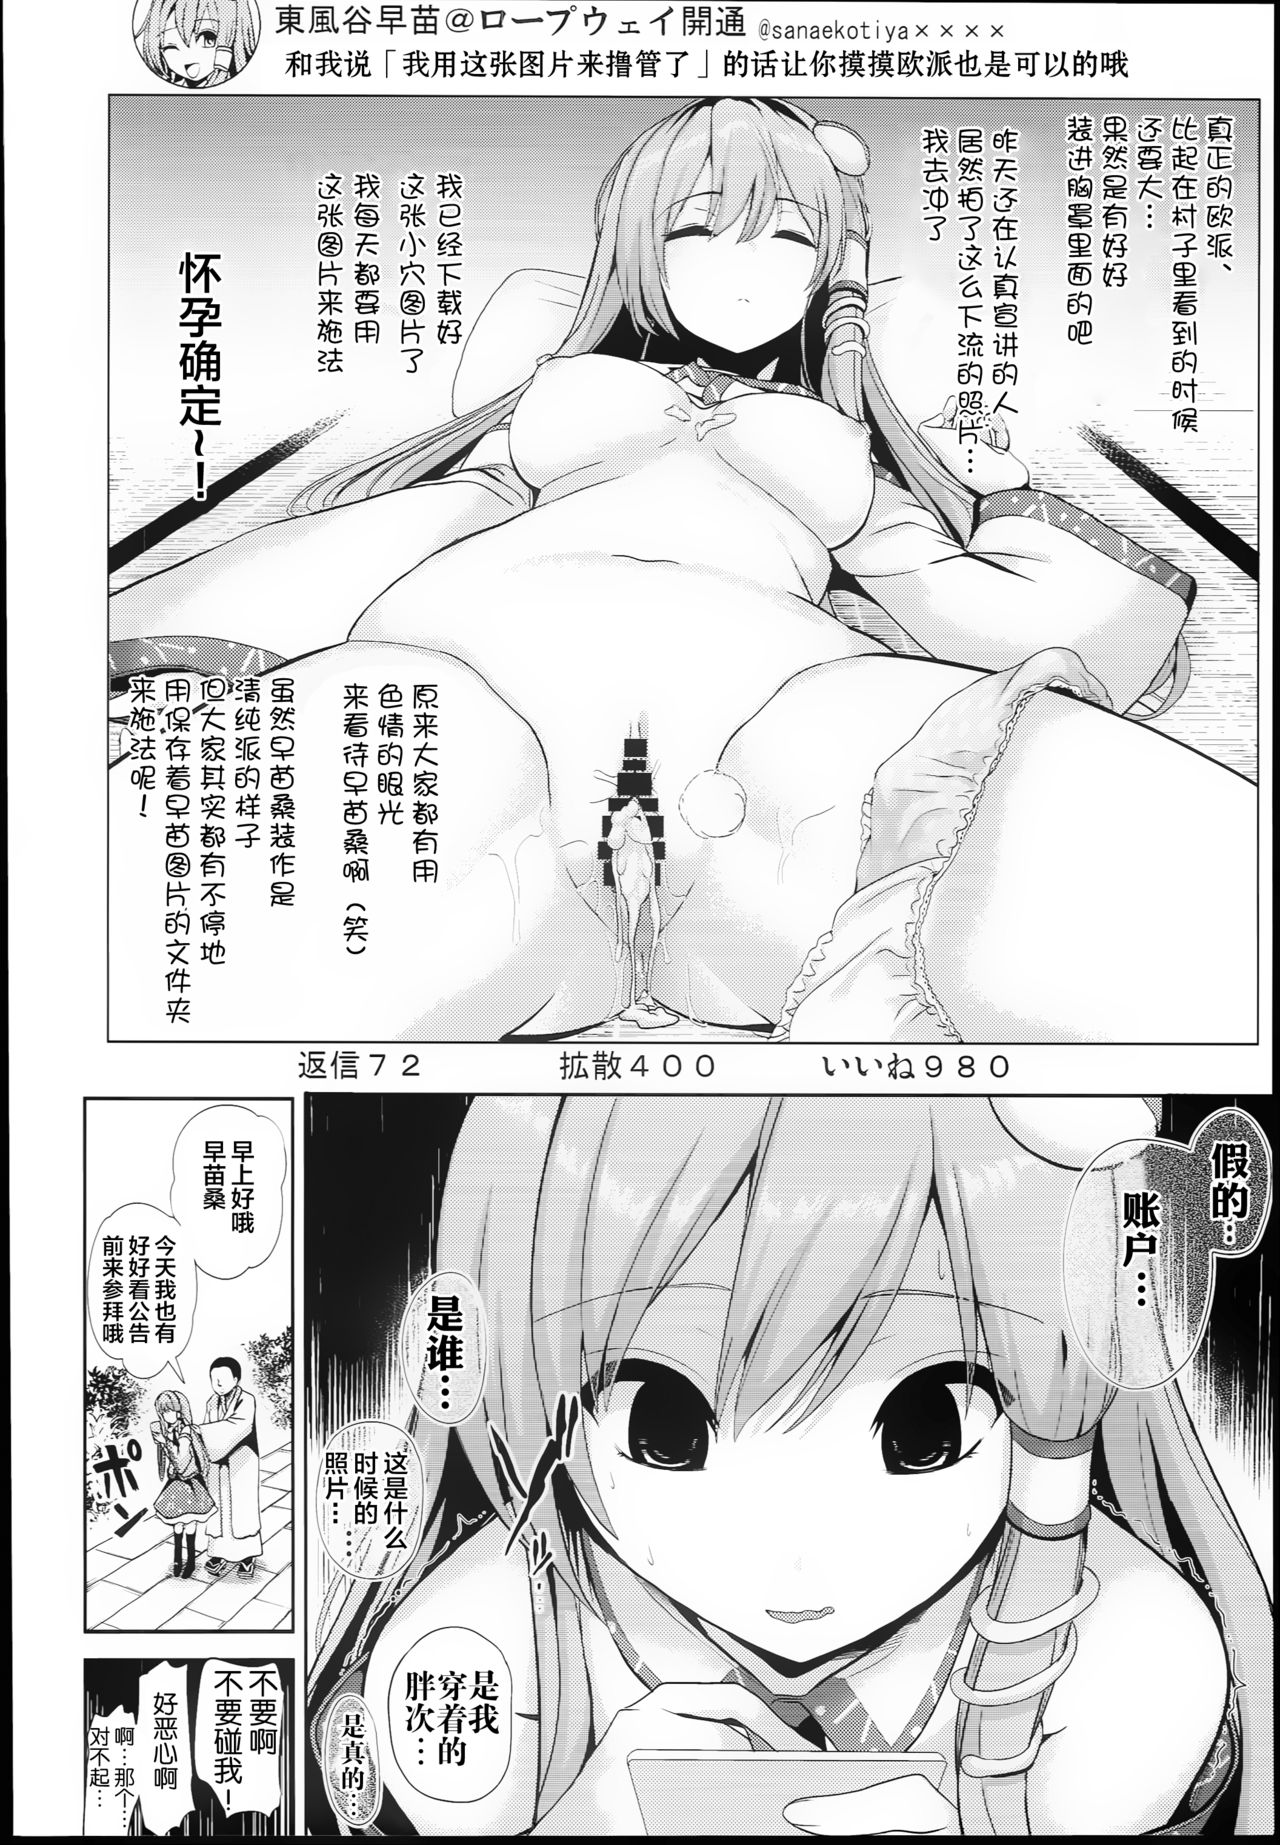 東風谷早苗@ロープウェイ開通 @sanaekotiya××××
和我说「我用这张图片来撸管了」的话让你摸摸欧派也是可以的哦
真正的欧派、
比起在村子里看到的时候
还要大…
果然是有好好
装进胸罩里面的吧
昨天还在认真宣讲的人
居然拍了这么下流的照片…
我去冲了
我已经下载好
这张小穴图片了
我每天都要用
这张图片来施法
怀孕确定~!
原来大家都有用
色情的眼光
来看待早苗桑啊(笑)
虽然早苗桑装作是
清纯派的样子
但大家其实都有不停地
用保存着早苗图片的文件夹
来施法呢!
返信72 拡散400 いいね980
假的…
账户…
是谁…
这是什么
时候的
照片……
是我
穿着的
胖次…
是真的…
早上好哦
早苗桑
今天我也有
好好看公告
前来参拜哦
ポン
不要啊
不要碰我!
好恶心啊
啊…那个…
对不起…